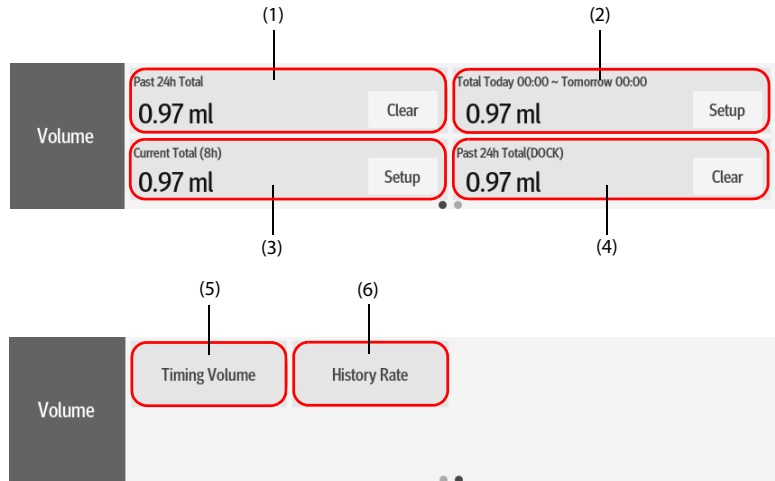 (1)
(2)
Volume
Past 24h Total
0.97 ml
Clear
Total Today 00:00 ~ Tomorrow 00:00
0.97 ml
Setup
Current Total (8h)
0.97 ml
Setup
Past 24h Total(DOCK)
0.97 ml
Clear
(3)
(4)
(5)
(6)
Volume
Timing Volume
History Rate